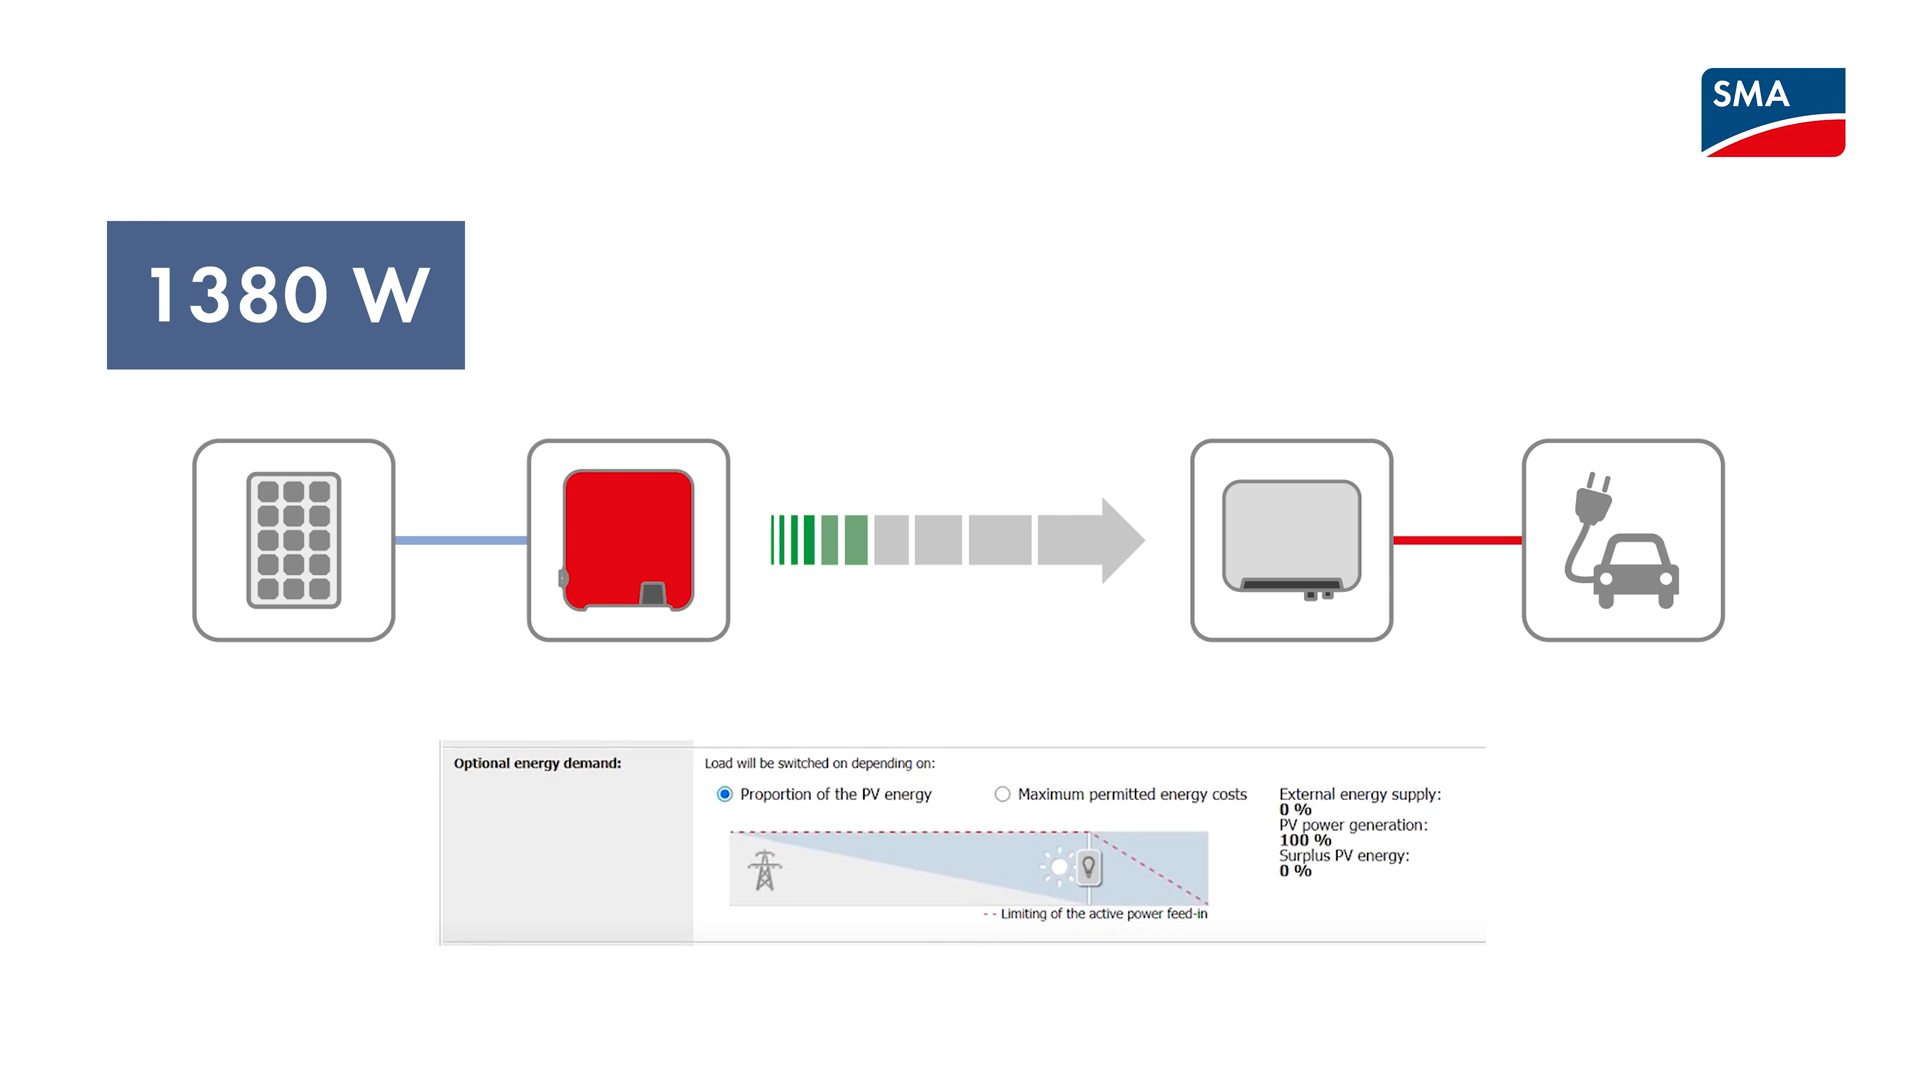 SMA
1380 W
Optional energy demand:
Load will be switched on depending on:
Proportion of the PV energy
Maximum permitted energy costs
External energy supply:
0 %
PV power generation:
100 %
Surplus PV energy:
0 %
- - Limiting of the active power feed-in